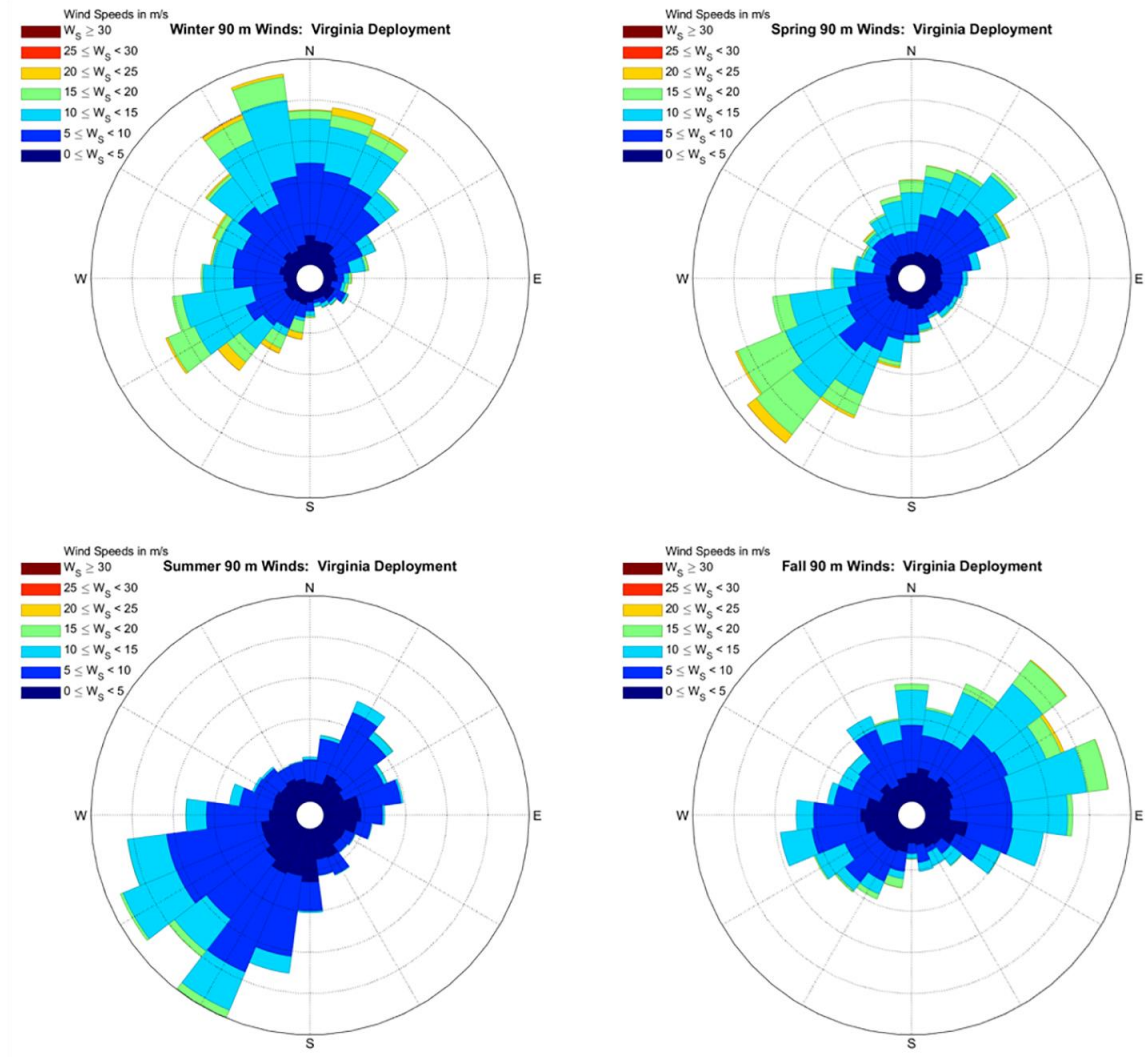 Wind Speeds in m/s
W_S ≥ 30
25 ≤ W_S < 30
20 ≤ W_S < 25
15 ≤ W_S < 20
10 ≤ W_S < 15
5 ≤ W_S < 10
0 ≤ W_S < 5
Winter 90 m Winds: Virginia Deployment
N
W
E
S
Wind Speeds in m/s
W_S ≥ 30
25 ≤ W_S < 30
20 ≤ W_S < 25
15 ≤ W_S < 20
10 ≤ W_S < 15
5 ≤ W_S < 10
0 ≤ W_S < 5
Spring 90 m Winds: Virginia Deployment
N
W
E
S
Wind Speeds in m/s
W_S ≥ 30
25 ≤ W_S < 30
20 ≤ W_S < 25
15 ≤ W_S < 20
10 ≤ W_S < 15
5 ≤ W_S < 10
0 ≤ W_S < 5
Summer 90 m Winds: Virginia Deployment
N
W
E
S
Wind Speeds in m/s
W_S ≥ 30
25 ≤ W_S < 30
20 ≤ W_S < 25
15 ≤ W_S < 20
10 ≤ W_S < 15
5 ≤ W_S < 10
0 ≤ W_S < 5
Fall 90 m Winds: Virginia Deployment
N
W
E
S